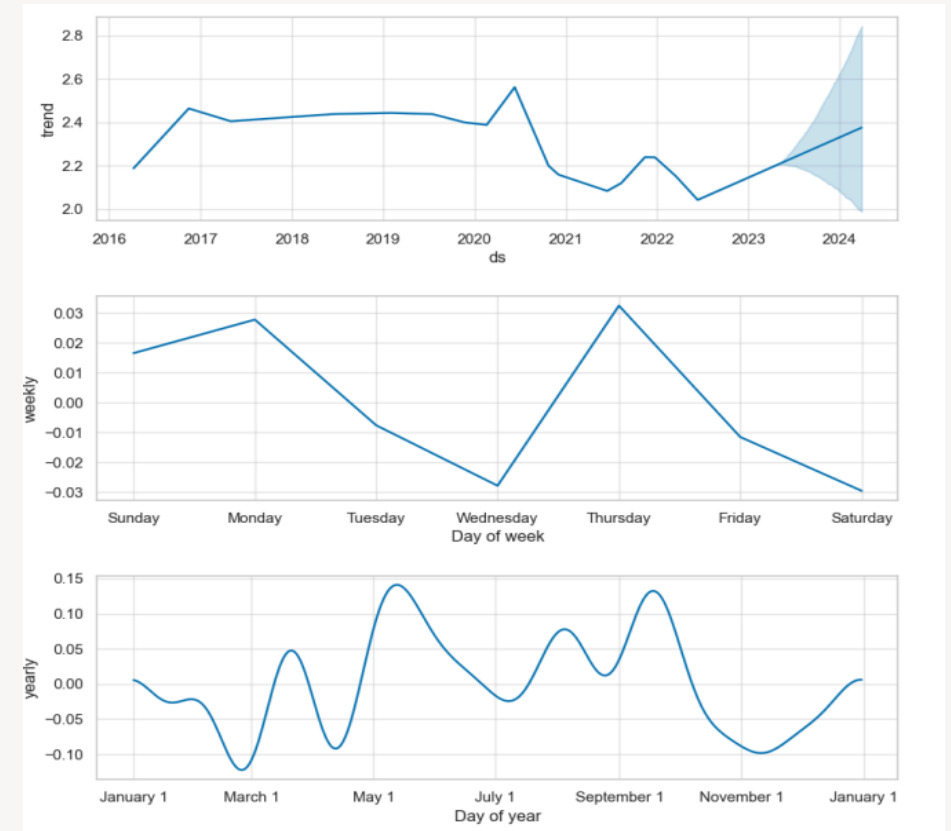 2.8
2.6
2.4
2.2
2.0
trend
2016 2017 2018 2019 2020 2021 2022 2023 2024
ds
0.03
0.02
0.01
0.00
−0.01
−0.02
−0.03
weekly
Sunday Monday Tuesday Wednesday Thursday Friday Saturday
Day of week
0.15
0.10
0.05
0.00
−0.05
−0.10
yearly
January 1 March 1 May 1 July 1 September 1 November 1 January 1
Day of year